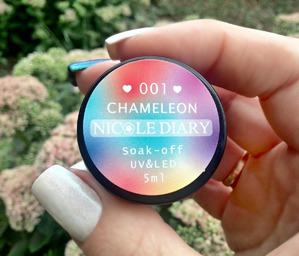 001
CHAMELEON
NICOLE DIARY
Soak-off
UV&LED
5ml